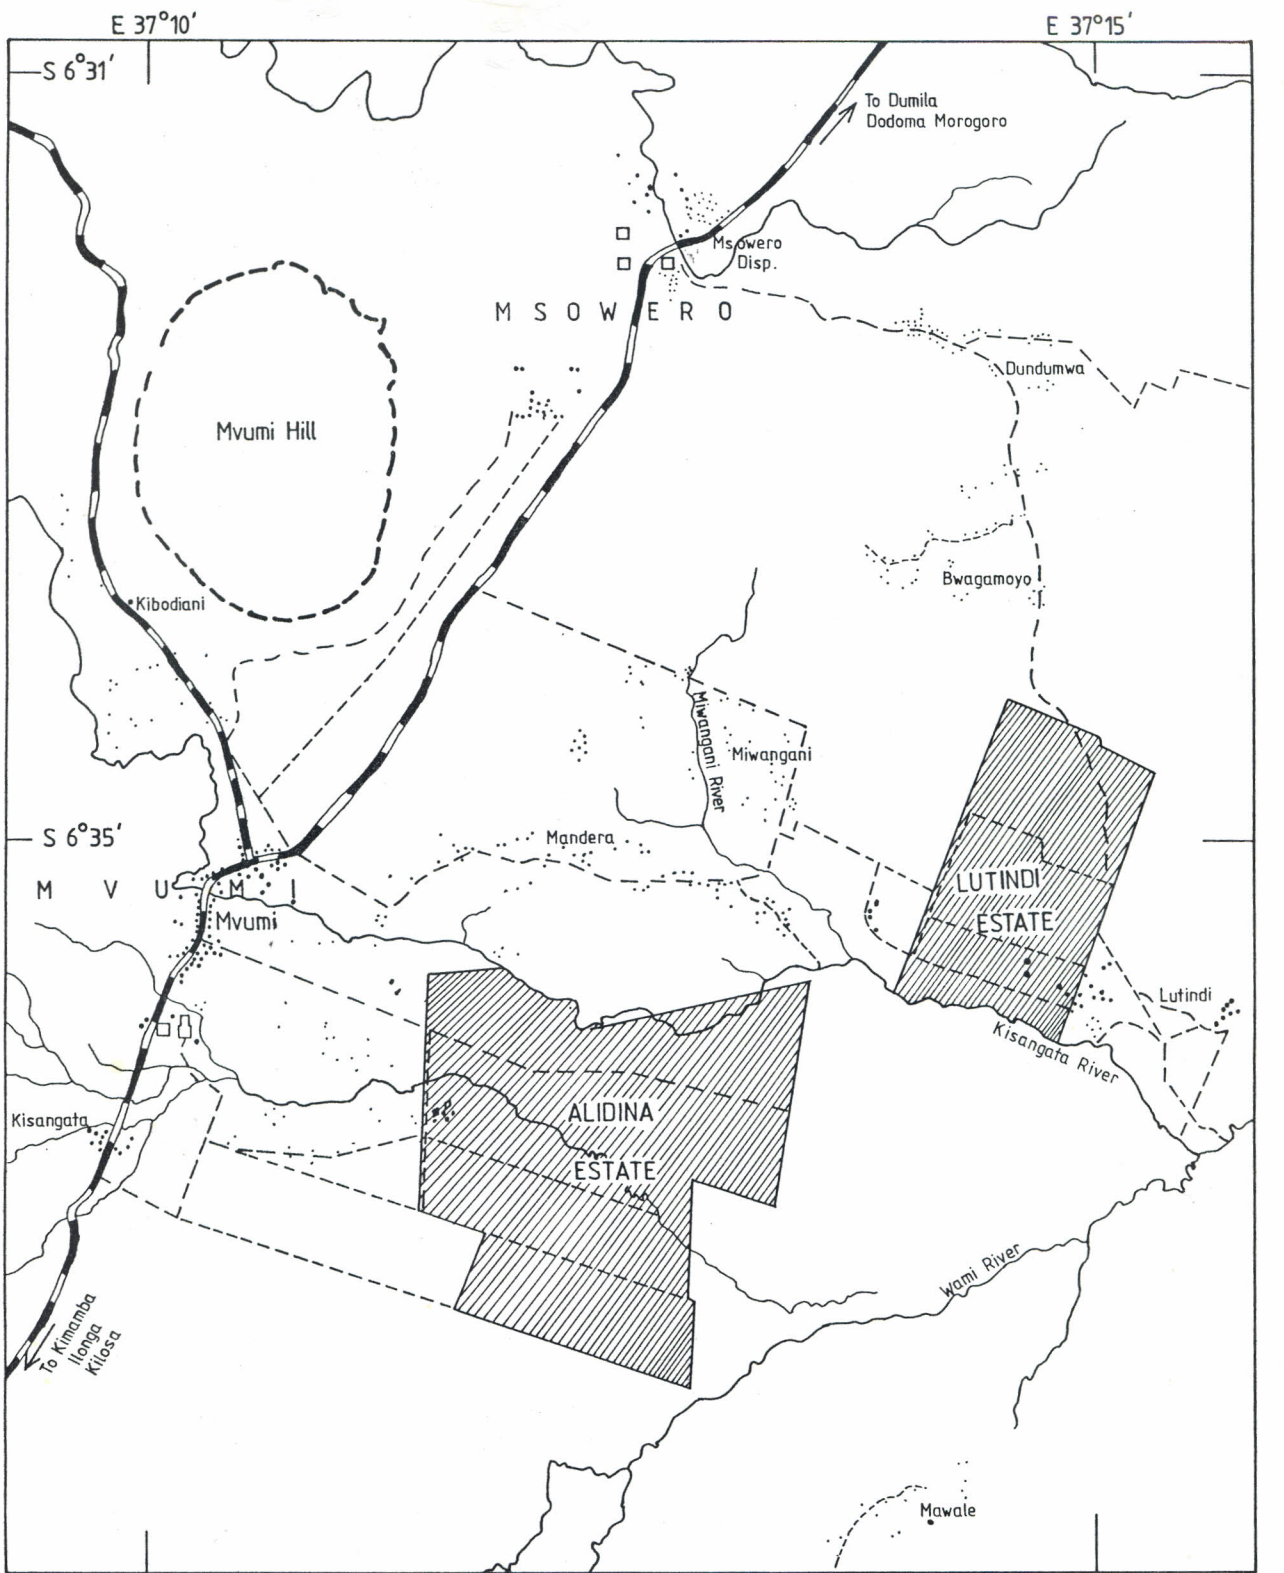 E 37°10'
E 37°15'
S 6°31'
To Dumila
Dodoma Morogoro
Msowero
Disp.
MSOWERO
Dundumwa
Mvumi Hill
Bwagamoyo
Kibodiani
Miwangani River
Miwangani
S 6°35'
Mandera
MVUMI
LUTINDI
ESTATE
Mvumi
Lutindi
Kisangata River
Kisangata
ALIDINA
ESTATE
Wami River
To Kimamba
Ilonga
Kilosa
Mawale